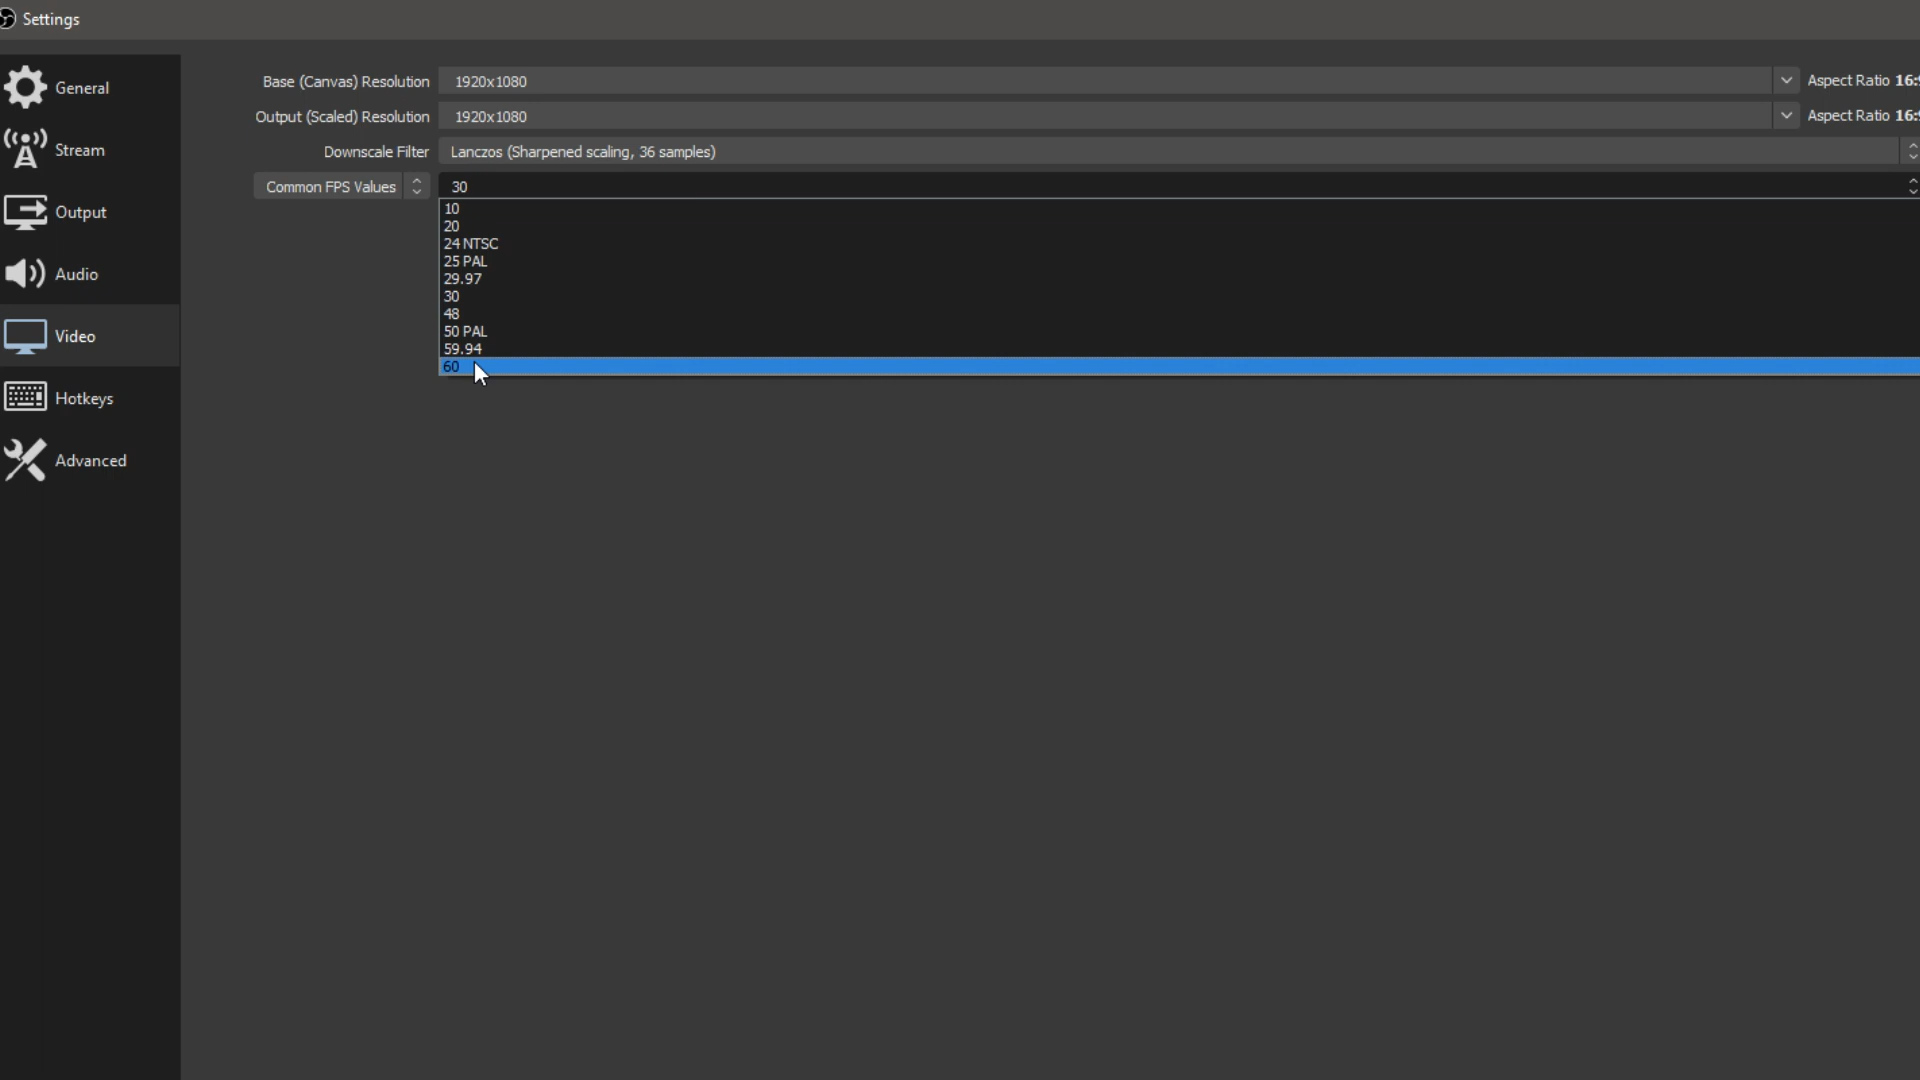 Settings
General
Stream
Output
Audio
Video
Hotkeys
Advanced
Base (Canvas) Resolution 1920x1080 Aspect Ratio 16:
Output (Scaled) Resolution 1920x1080 Aspect Ratio 16:
Downscale Filter Lanczos (Sharpened scaling, 36 samples)
Common FPS Values 30
10
20
24 NTSC
25 PAL
29.97
30
48
50 PAL
59.94
60